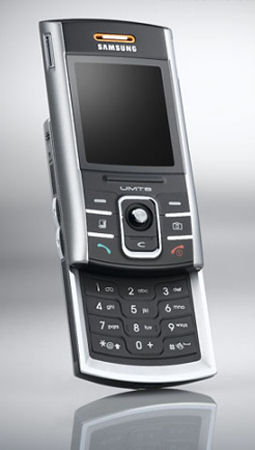 SAMSUNG
UMTS
C
1
2 abc 3 def
4 ghi 5 jkl 6 mno
7 pqrs 8 tuv 9 wxyz
* 0 + #